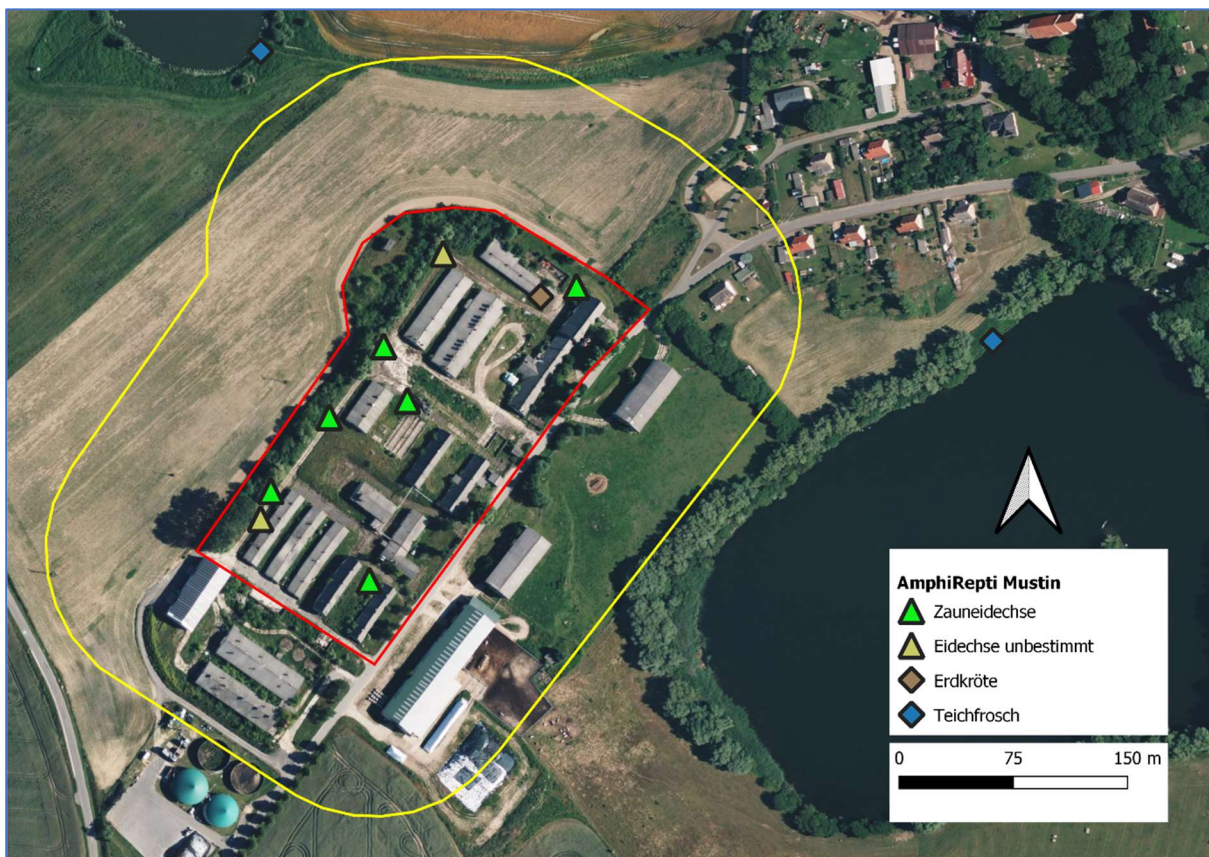 AmphiRepti Mustin
Zauneidechse
Eidechse unbestimmt
Erdkröte
Teichfrosch
0 75 150 m